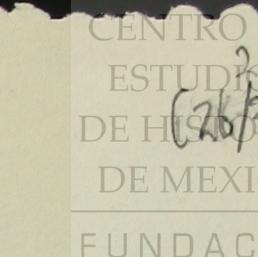 CENTRO
ESTUDI
DE HIS
DE MEXI
FUNDAC